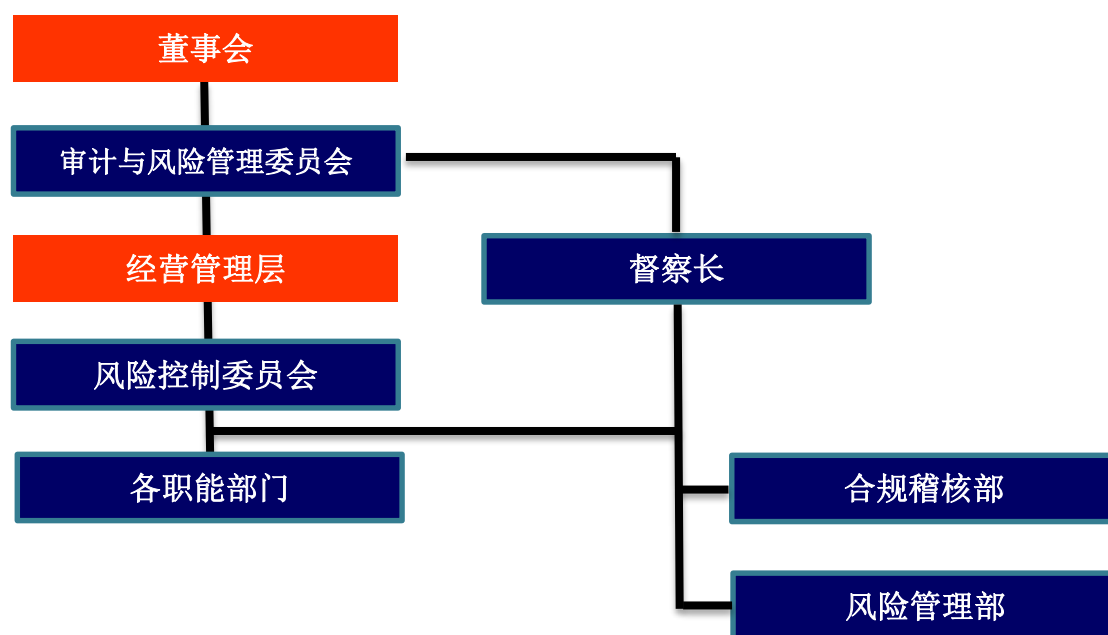 董事会
审计与风险管理委员会
经营管理层
督察长
风险控制委员会
各职能部门
合规稽核部
风险管理部